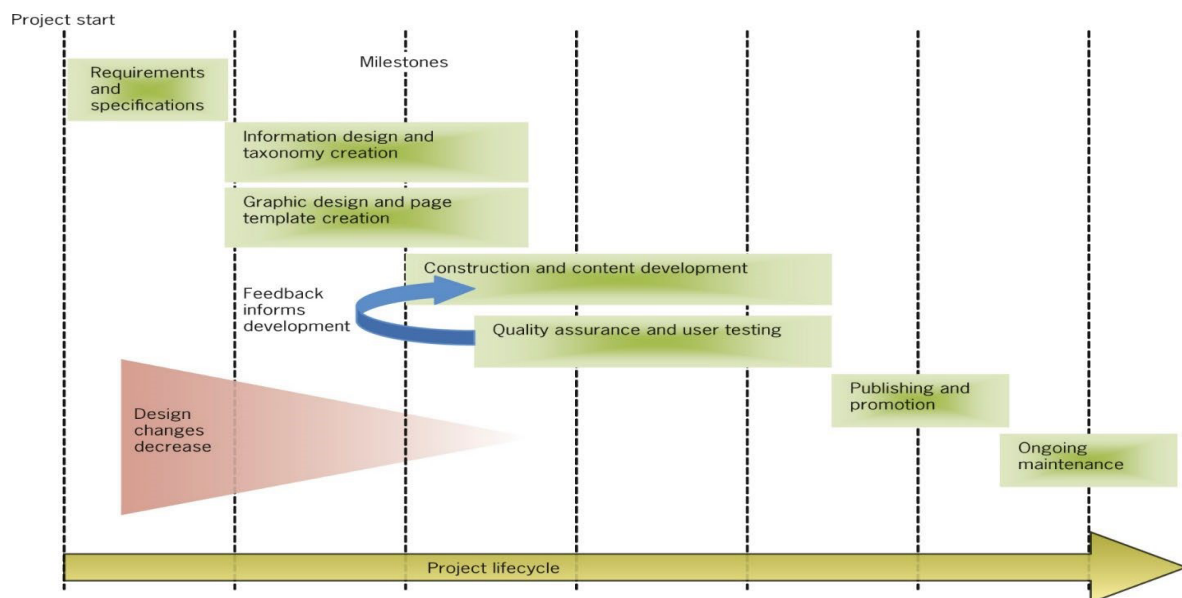 Project start
Milestones
Requirements
and
specifications
Information design and
taxonomy creation
Graphic design and page
template creation
Construction and content development
Feedback
informs
development
Quality assurance and user testing
Design
changes
decrease
Publishing and
promotion
Ongoing
maintenance
Project lifecycle